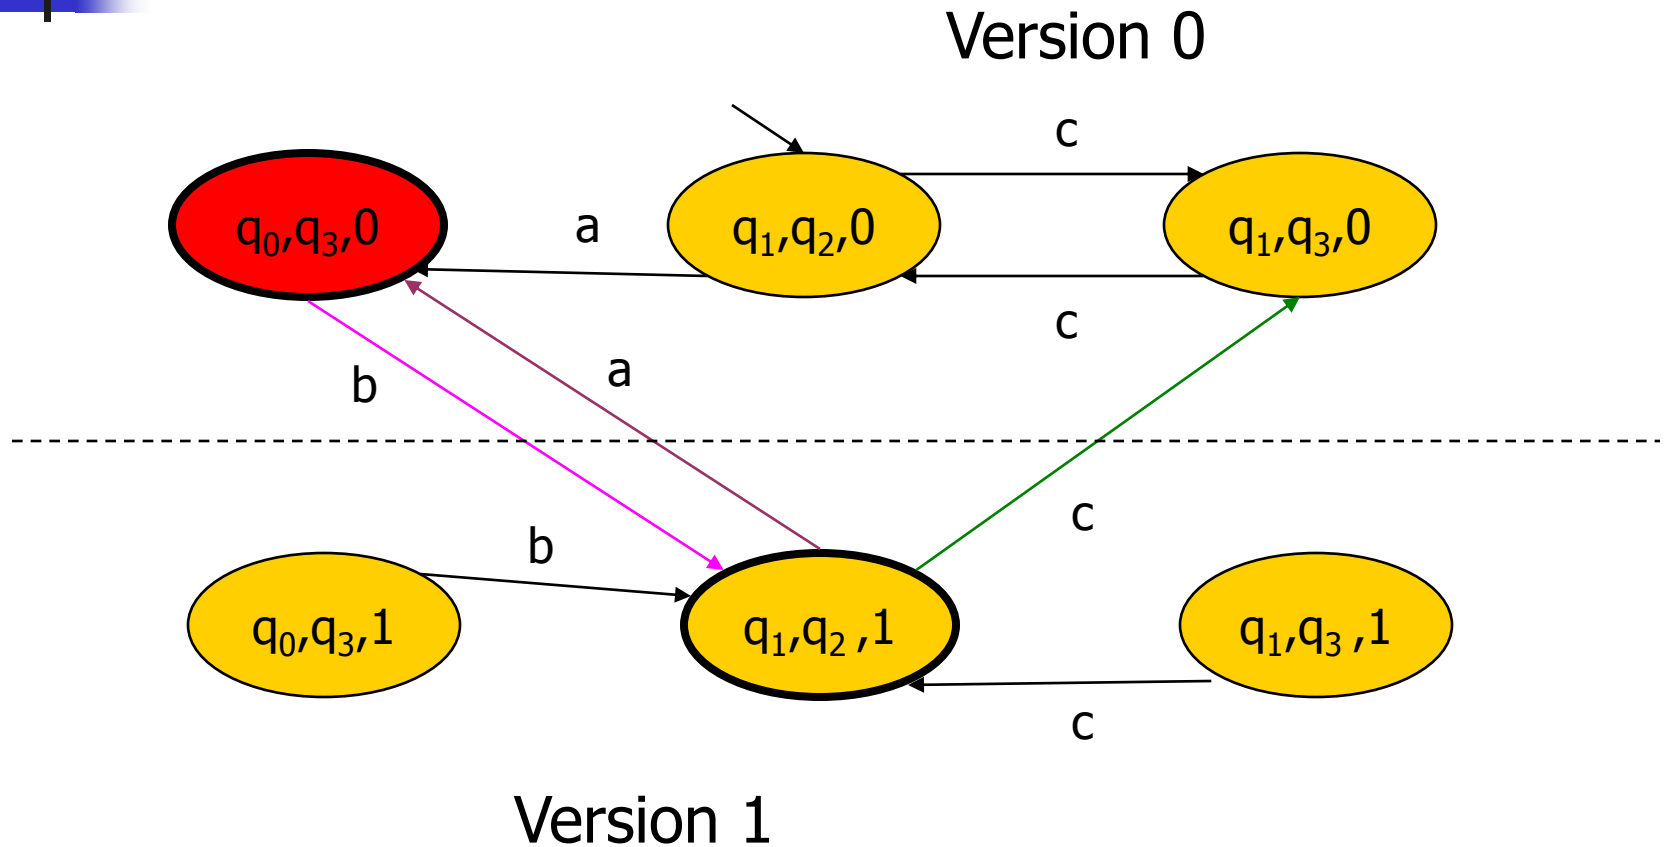 Version 0
c
q₀,q₃,0
a
q₁,q₂,0
q₁,q₃,0
c
b
a
c
b
q₀,q₃,1
q₁,q₂ ,1
q₁,q₃ ,1
c
Version 1